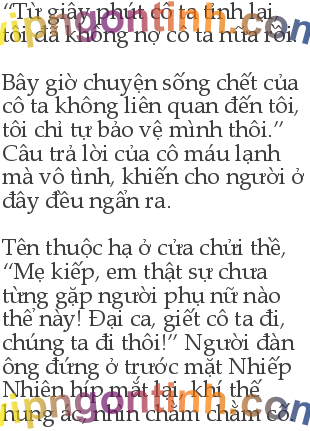 “Từ giây phút cô ta tỉnh lại,
tôi đã không nợ cô ta nữa rồi.
vipngontinh.com
Bây giờ chuyện sống chết của
cô ta không liên quan đến tôi,
tôi chỉ tự bảo vệ mình thôi.”
Câu trả lời của cô máu lạnh
mà vô tình, khiến cho người ở
đây đều ngẩn ra.
Tên thuộc hạ ở cửa chửi thề,
“Mẹ kiếp, em thật sự chưa
từng gặp người phụ nữ nào
thế này! Đại ca, giết cô ta đi,
chúng ta đi thôi!” Người đàn
ông đứng ở trước mặt Nhiếp
Nhiên híp mắt lại, khí thế
hung ác nhìn chằm chằm cô
vipngontinh.com